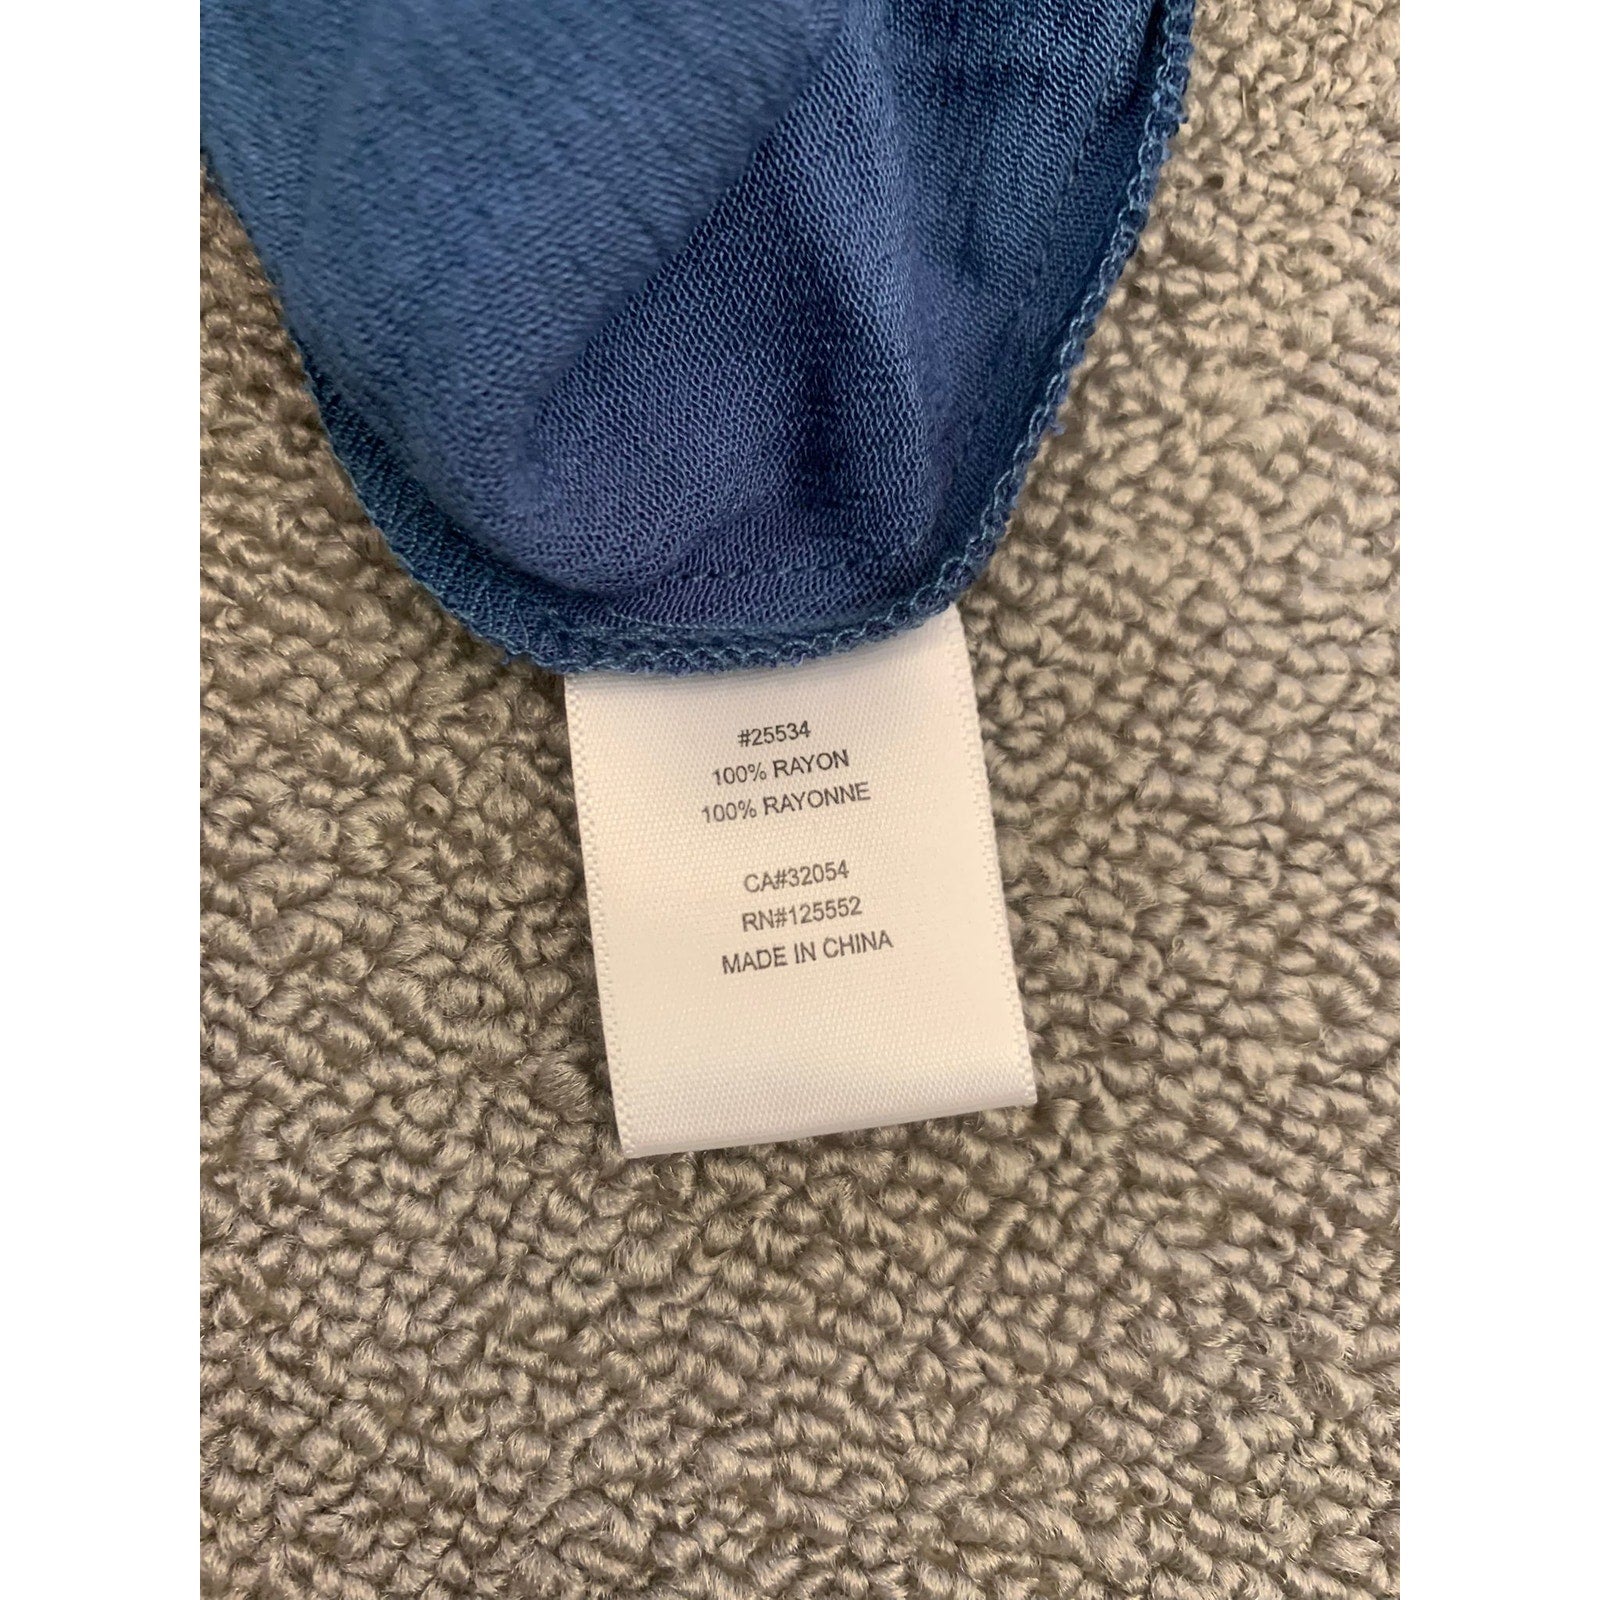 #25534
100% RAYON
100% RAYONNE
CA#32054
RN#125552
MADE IN CHINA